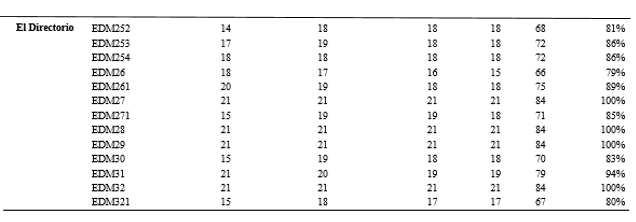 El Directorio EDM252 14 18 18 18 68 81%
EDM253 17 19 18 18 72 86%
EDM254 18 18 18 18 72 86%
EDM26 18 17 16 15 66 79%
EDM261 20 19 18 18 75 89%
EDM27 21 21 21 21 84 100%
EDM271 15 19 19 18 71 85%
EDM28 21 21 21 21 84 100%
EDM29 21 21 21 21 84 100%
EDM30 15 19 18 18 70 83%
EDM31 21 20 19 19 79 94%
EDM32 21 21 21 21 84 100%
EDM321 15 18 17 17 67 80%